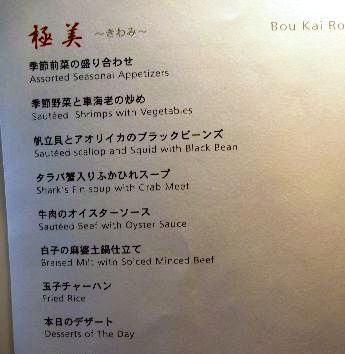 極美 ～きわみ～
Bou Kai Ro
季節前菜の盛り合わせ
Assorted Seasonal Appetizers
季節野菜と車海老の炒め
Sautéed Shrimps with Vegetables
帆立貝とアオリイカのブラックビーンズ
Sautéed scallop and Squid with Black Bean
タラバ蟹入りふかひれスープ
Shark's Fin soup with Crab Meet
牛肉のオイスターソース
Sautéed Beef with Oyster Sauce
白子の麻婆土鍋仕立て
Braised Milt with Spiced Minced Beef
玉子チャーハン
Fried Rice
本日のデザート
Desserts of The Day